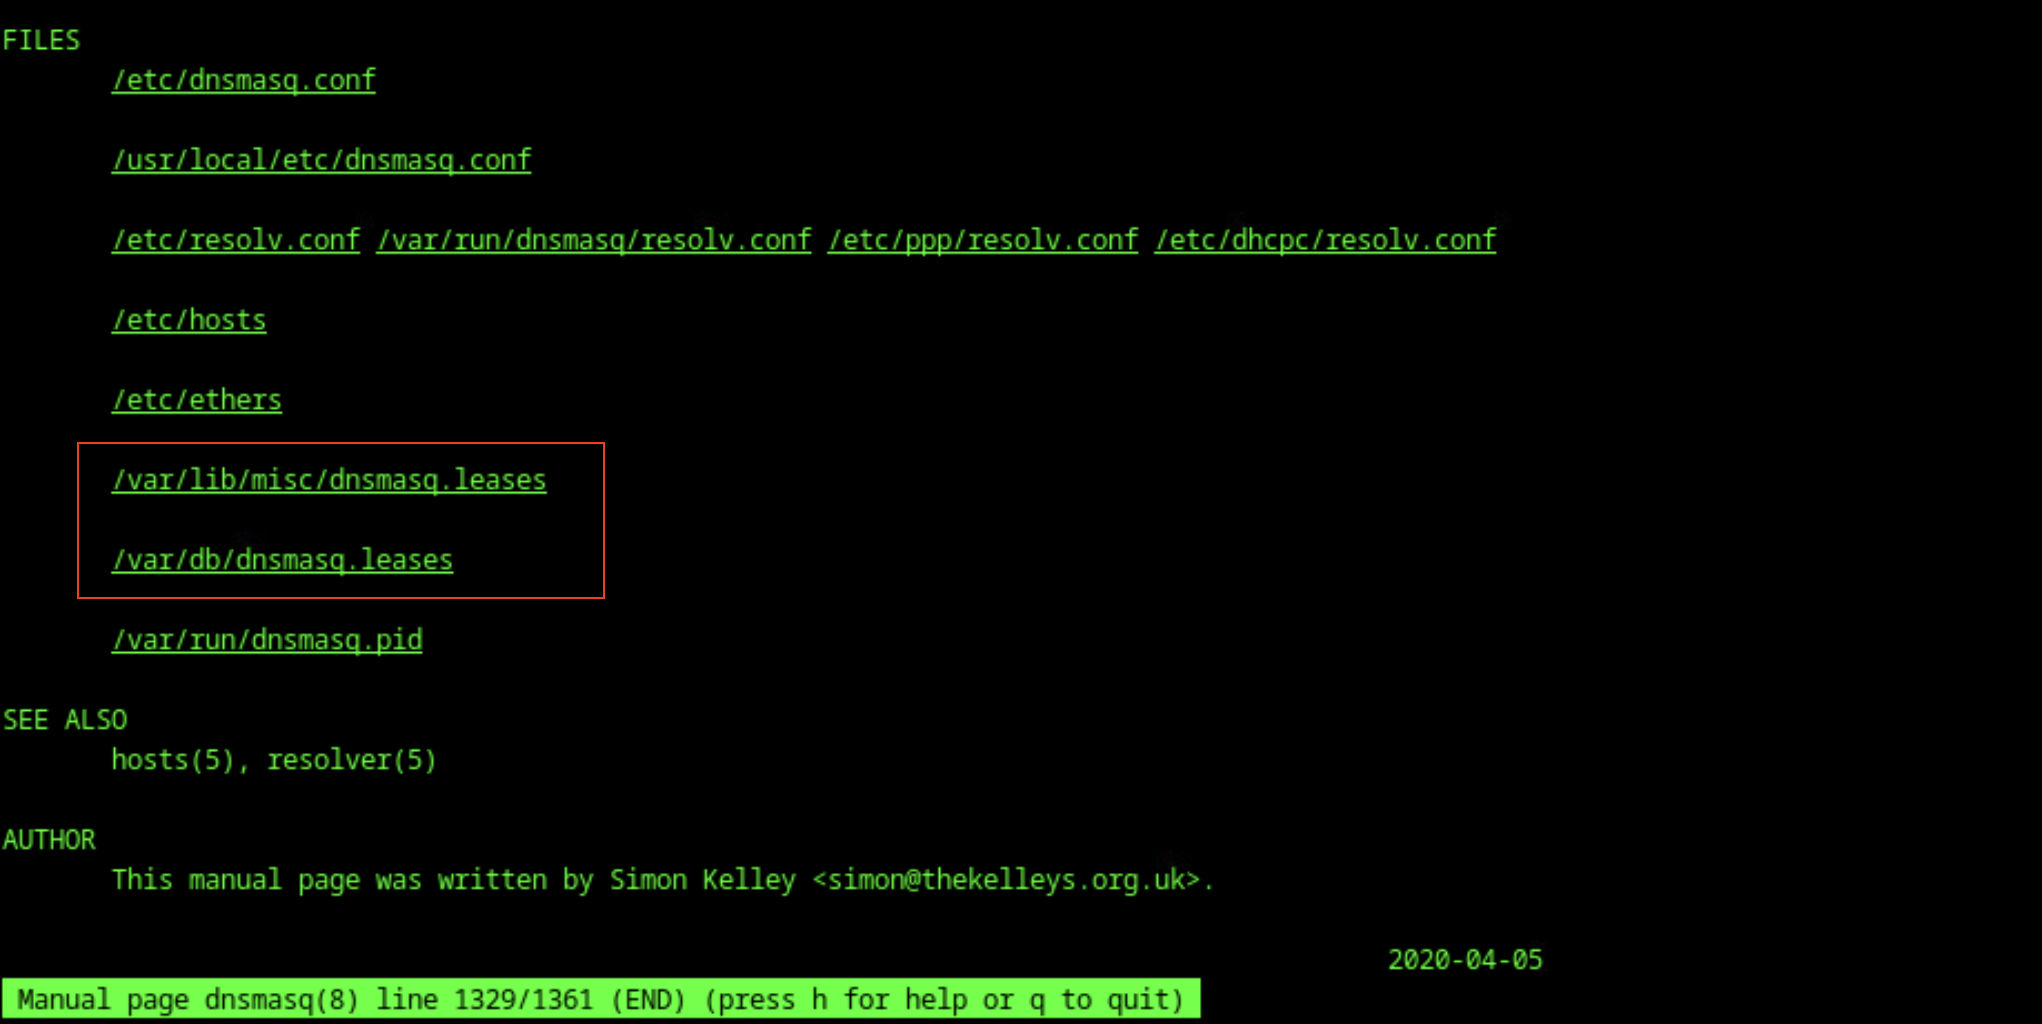 FILES
/etc/dnsmasq.conf
/usr/local/etc/dnsmasq.conf
/etc/resolv.conf /var/run/dnsmasq/resolv.conf /etc/ppp/resolv.conf /etc/dhcpc/resolv.conf
/etc/hosts
/etc/ethers
/var/lib/misc/dnsmasq.leases
/var/db/dnsmasq.leases
/var/run/dnsmasq.pid
SEE ALSO
hosts(5), resolver(5)
AUTHOR
This manual page was written by Simon Kelley <simon@thekelleys.org.uk>.
2020-04-05
Manual page dnsmasq(8) line 1329/1361 (END) (press h for help or q to quit)